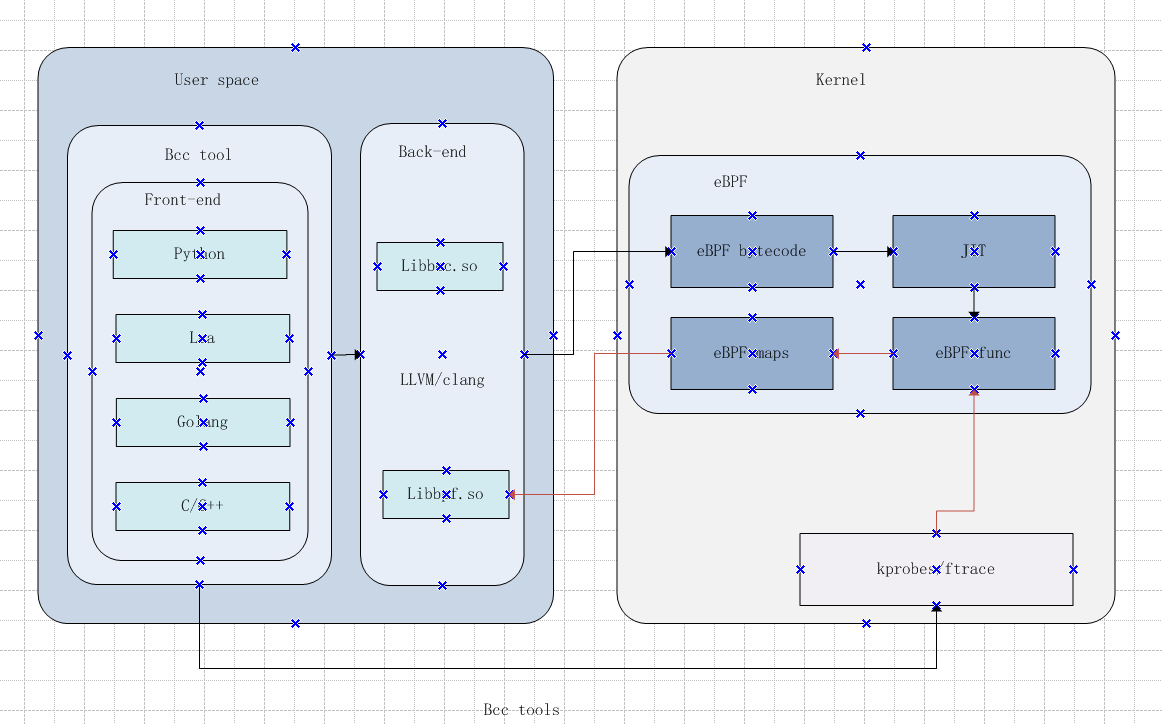 User space
Kernel
Bcc tool
Back-end
eBPF
Front-end
Python
Libbcc.so
eBPF bytecode
JIT
Lua
LLVM/clang
eBPF maps
eBPF func
Golang
C/C++
Libbpf.so
kprobes/ftrace
Bcc tools